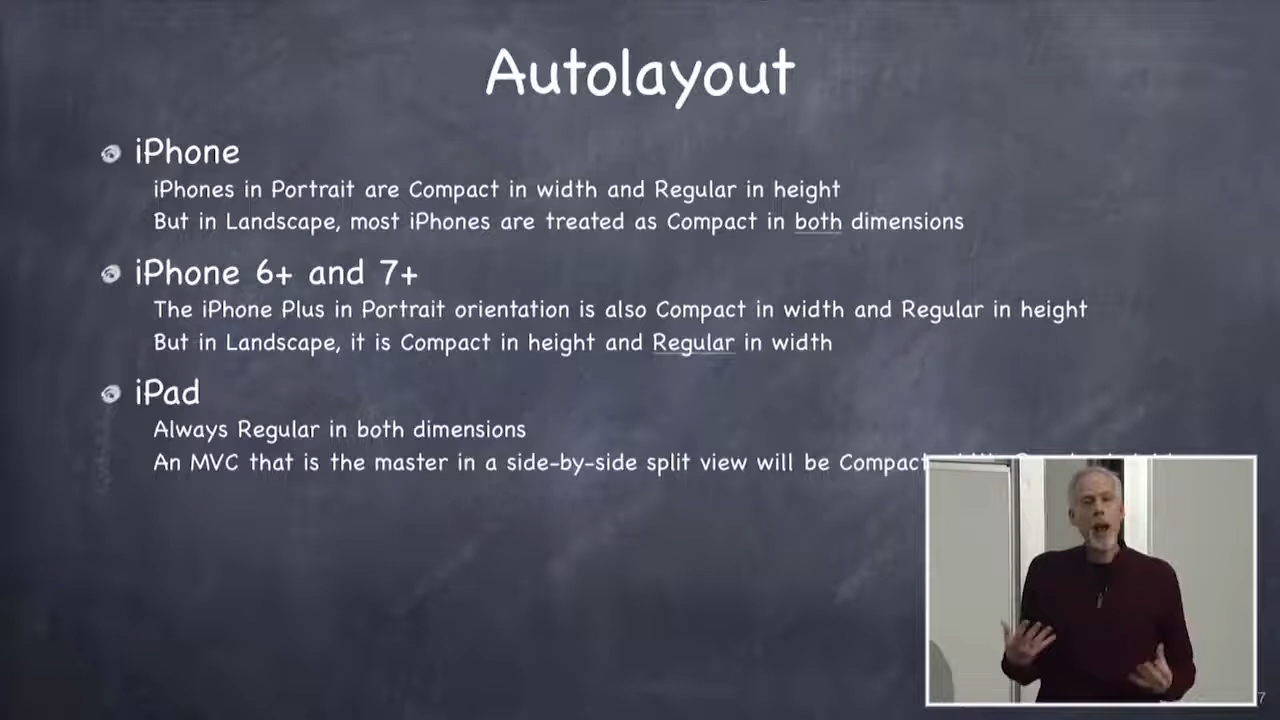 Autolayout
iPhone
iPhones in Portrait are Compact in width and Regular in height
But in Landscape, most iPhones are treated as Compact in both dimensions
iPhone 6+ and 7+
The iPhone Plus in Portrait orientation is also Compact in width and Regular in height
But in Landscape, it is Compact in height and Regular in width
iPad
Always Regular in both dimensions
An MVC that is the master in a side-by-side split view will be Compact
7